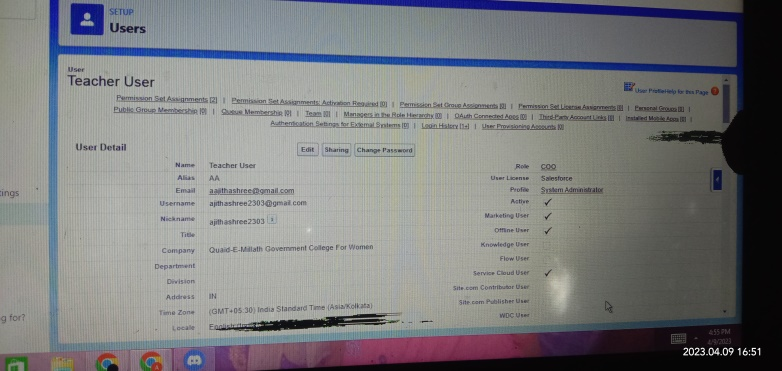 SETUP
Users
User
Teacher User
User Profile Help for this Page
Permission Set Assignments [2] | Permission Set Assignments: Activation Required [0] | Permission Set Group Assignments [0] | Permission Set License Assignments [0] | Personal Groups [0] |
Public Group Membership [0] | Queue Membership [0] | Team [0] | Managers in the Role Hierarchy [0] | OAuth Connected Apps [0] | Third-Party Account Links [0] | Installed Mobile Apps [0] |
Authentication Settings for External Systems [0] | Login History [1+] | User Provisioning Accounts [0]
User Detail
Edit Sharing Change Password
Name Teacher User
Role COO
Alias AA
User License Salesforce
Email aajithashree@gmail.com
Profile System Administrator
Username ajithashree2303@gmail.com
Active ✓
Nickname ajithashree2303
Marketing User ✓
Title
Offline User ✓
Company Quaid-E-Millath Government College For Women
Knowledge User
Department
Flow User
Division
Service Cloud User ✓
Address IN
Site.com Contributor User
Time Zone (GMT+05:30) India Standard Time (Asia/Kolkata)
Site.com Publisher User
Locale
WDC User
tings
g for?
4:55 PM
4/9/2023
2023.04.09 16:51